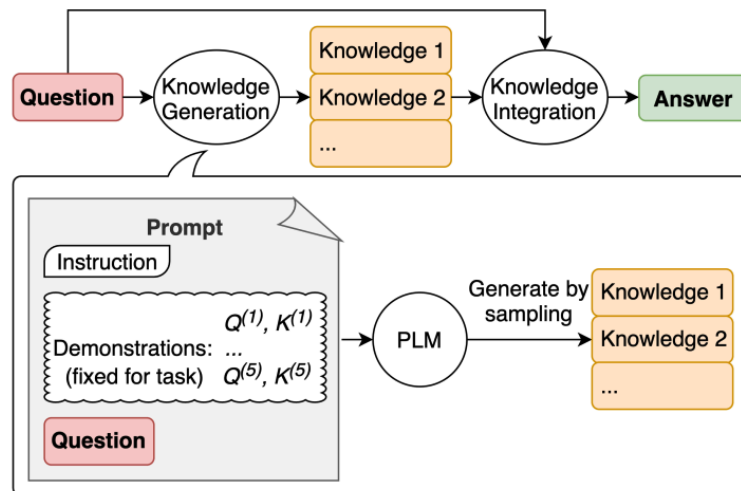 Question
Knowledge
Generation
Knowledge 1
Knowledge 2
...
Knowledge
Integration
Answer
Prompt
Instruction
Q(1), K(1)
Demonstrations: ...
(fixed for task) Q(5), K(5)
Question
PLM
Generate by
sampling
Knowledge 1
Knowledge 2
...